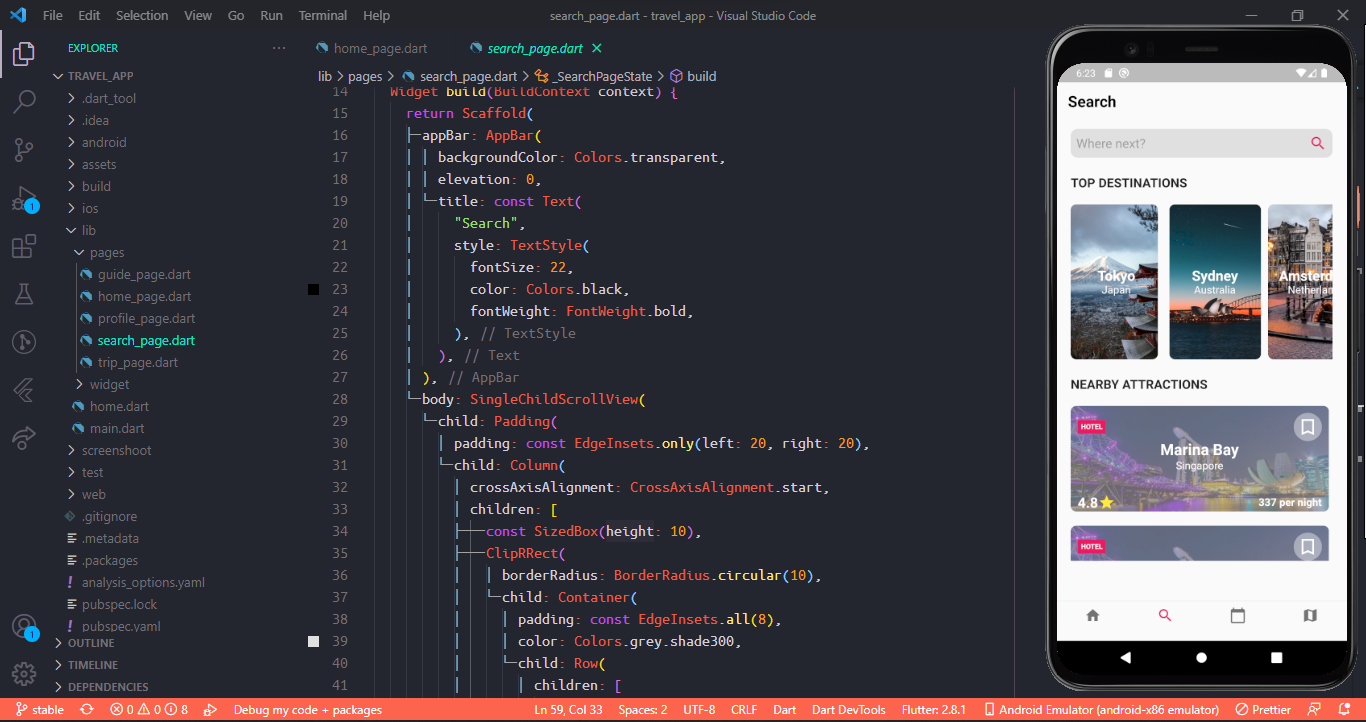 File Edit Selection View Go Run Terminal Help
search_page.dart - travel_app - Visual Studio Code
EXPLORER
TRAVEL_APP
.dart_tool
.idea
android
assets
build
ios
lib
pages
guide_page.dart
home_page.dart
profile_page.dart
search_page.dart
trip_page.dart
widget
home.dart
main.dart
screenshoot
test
web
.gitignore
.metadata
.packages
analysis_options.yaml
pubspec.lock
pubspec.yaml
OUTLINE
TIMELINE
DEPENDENCIES
1
1
home_page.dart search_page.dart
lib > pages > search_page.dart > _SearchPageState > build
14 Widget build(BuildContext context) {
15 return Scaffold(
16 appBar: AppBar(
17 backgroundColor: Colors.transparent,
18 elevation: 0,
19 title: const Text(
20 "Search",
21 style: TextStyle(
22 fontSize: 22,
23 color: Colors.black,
24 fontWeight: FontWeight.bold,
25 ), // TextStyle
26 ), // Text
27 ), // AppBar
28 body: SingleChildScrollView(
29 child: Padding(
30 padding: const EdgeInsets.only(left: 20, right: 20),
31 child: Column(
32 crossAxisAlignment: CrossAxisAlignment.start,
33 children: [
34 const SizedBox(height: 10),
35 ClipRRect(
36 borderRadius: BorderRadius.circular(10),
37 child: Container(
38 padding: const EdgeInsets.all(8),
39 color: Colors.grey.shade300,
40 child: Row(
41 children: [
6:23
Search
Where next?
TOP DESTINATIONS
Tokyo
Japan
Sydney
Australia
Amsterd
Netherlan
NEARBY ATTRACTIONS
HOTEL
Marina Bay
Singapore
4.8
337 per night
HOTEL
stable 0 0 8 Debug my code + packages Ln 59, Col 33 Spaces: 2 UTF-8 CRLF Dart Dart DevTools Flutter: 2.8.1 Android Emulator (android-x86 emulator) Prettier